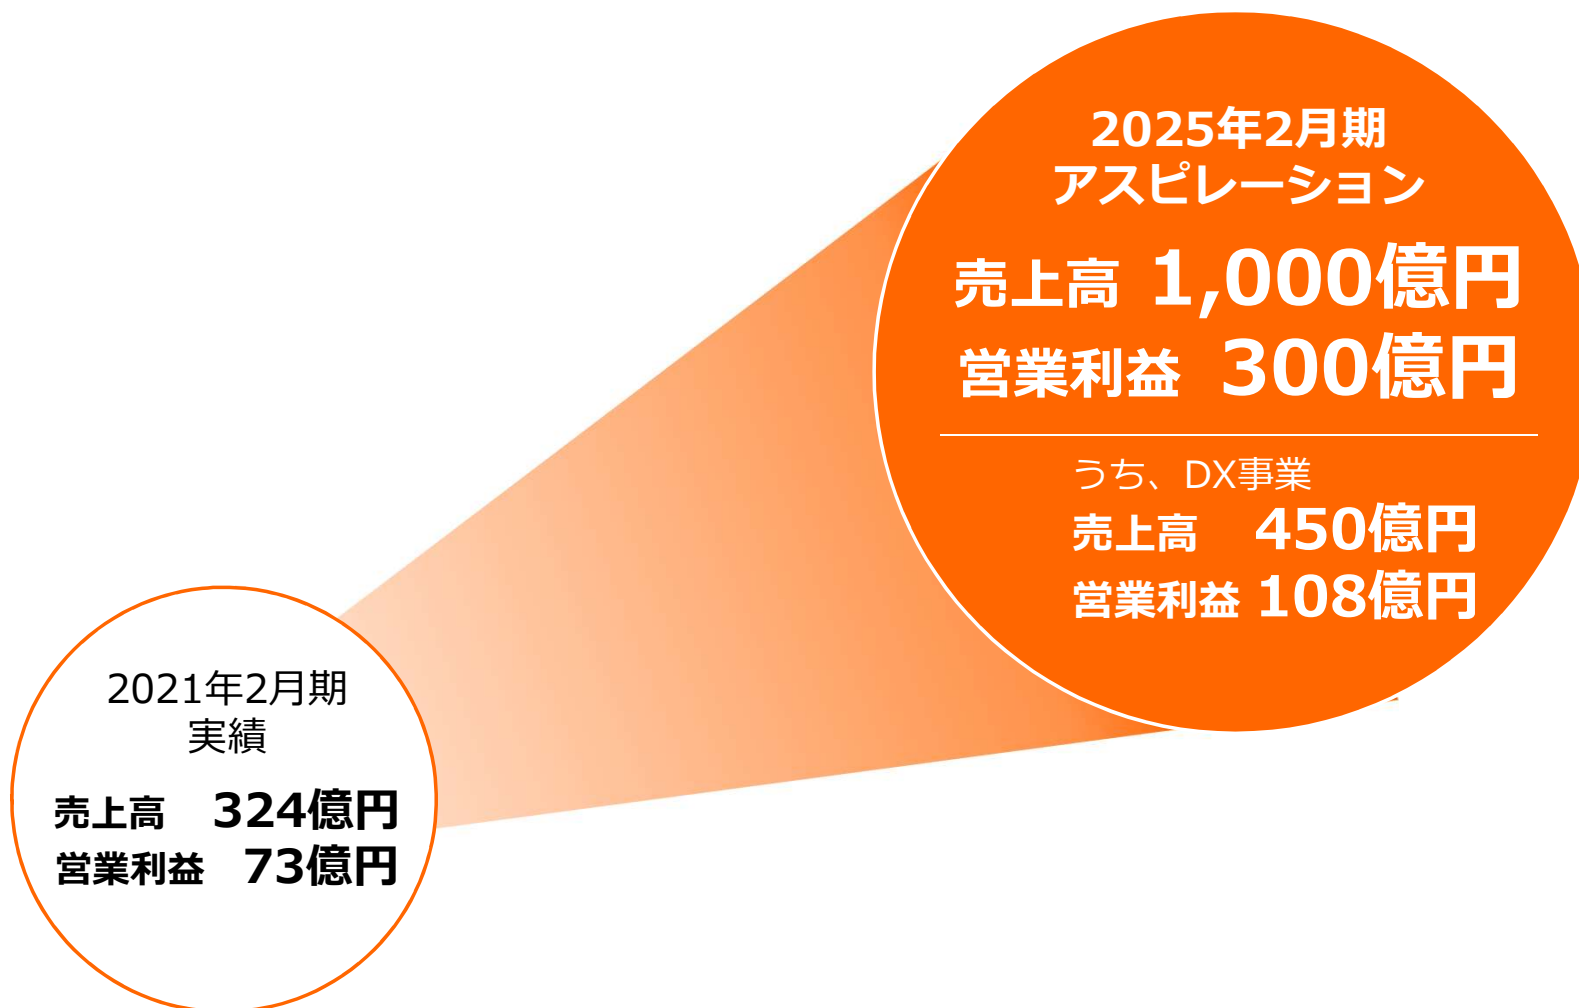 2025年2月期
アスピレーション
売上高 1,000億円
営業利益 300億円
うち、DX事業
売上高 450億円
営業利益 108億円
2021年2月期
実績
売上高 324億円
営業利益 73億円